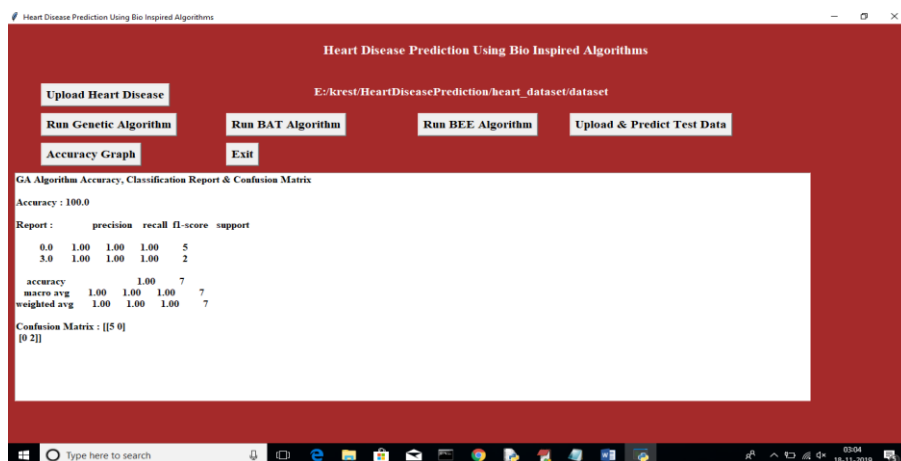 Heart Disease Prediction Using Bio Inspired Algorithms
Heart Disease Prediction Using Bio Inspired Algorithms
Upload Heart Disease
E:/krest/HeartDiseasePrediction/heart_dataset/dataset
Run Genetic Algorithm Run BAT Algorithm Run BEE Algorithm Upload & Predict Test Data
Accuracy Graph Exit
GA Algorithm Accuracy, Classification Report & Confusion Matrix
Accuracy : 100.0
Report : precision recall f1-score support
0.0 1.00 1.00 1.00 5
3.0 1.00 1.00 1.00 2
accuracy 1.00 7
macro avg 1.00 1.00 1.00 7
weighted avg 1.00 1.00 1.00 7
Confusion Matrix : [[5 0]
[0 2]]
Type here to search
03:04
18-11-2019